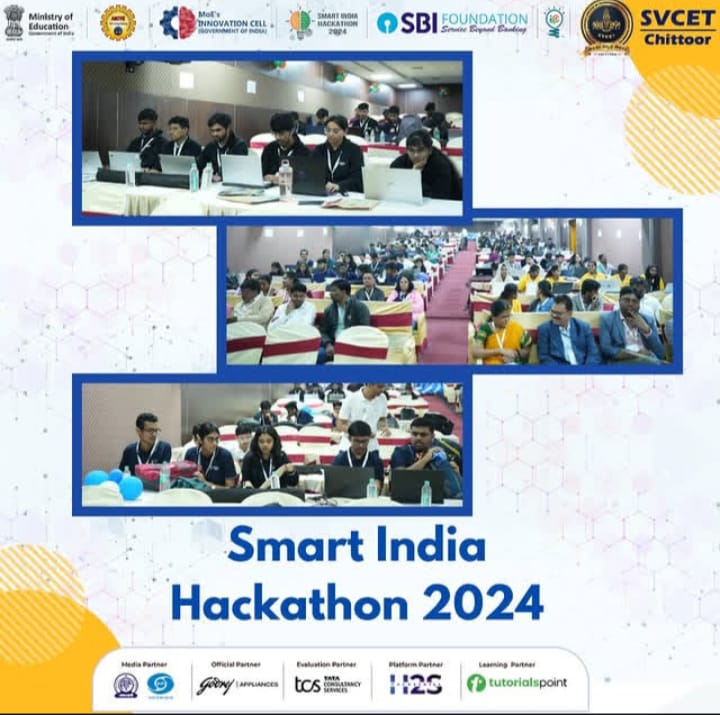 Ministry of
Education
Government of India
MoE's
INNOVATION CELL
(GOVERNMENT OF INDIA)
SMART INDIA
HACKATHON
2024
SBI FOUNDATION
Service Beyond Banking
SVCET
Chittoor
Smart India
Hackathon 2024
Media Partner
Official Partner
Godrej | APPLIANCES
Evaluation Partner
tcs TATA
CONSULTANCY
SERVICES
Platform Partner
H2S
Learning Partner
tutorialspoint